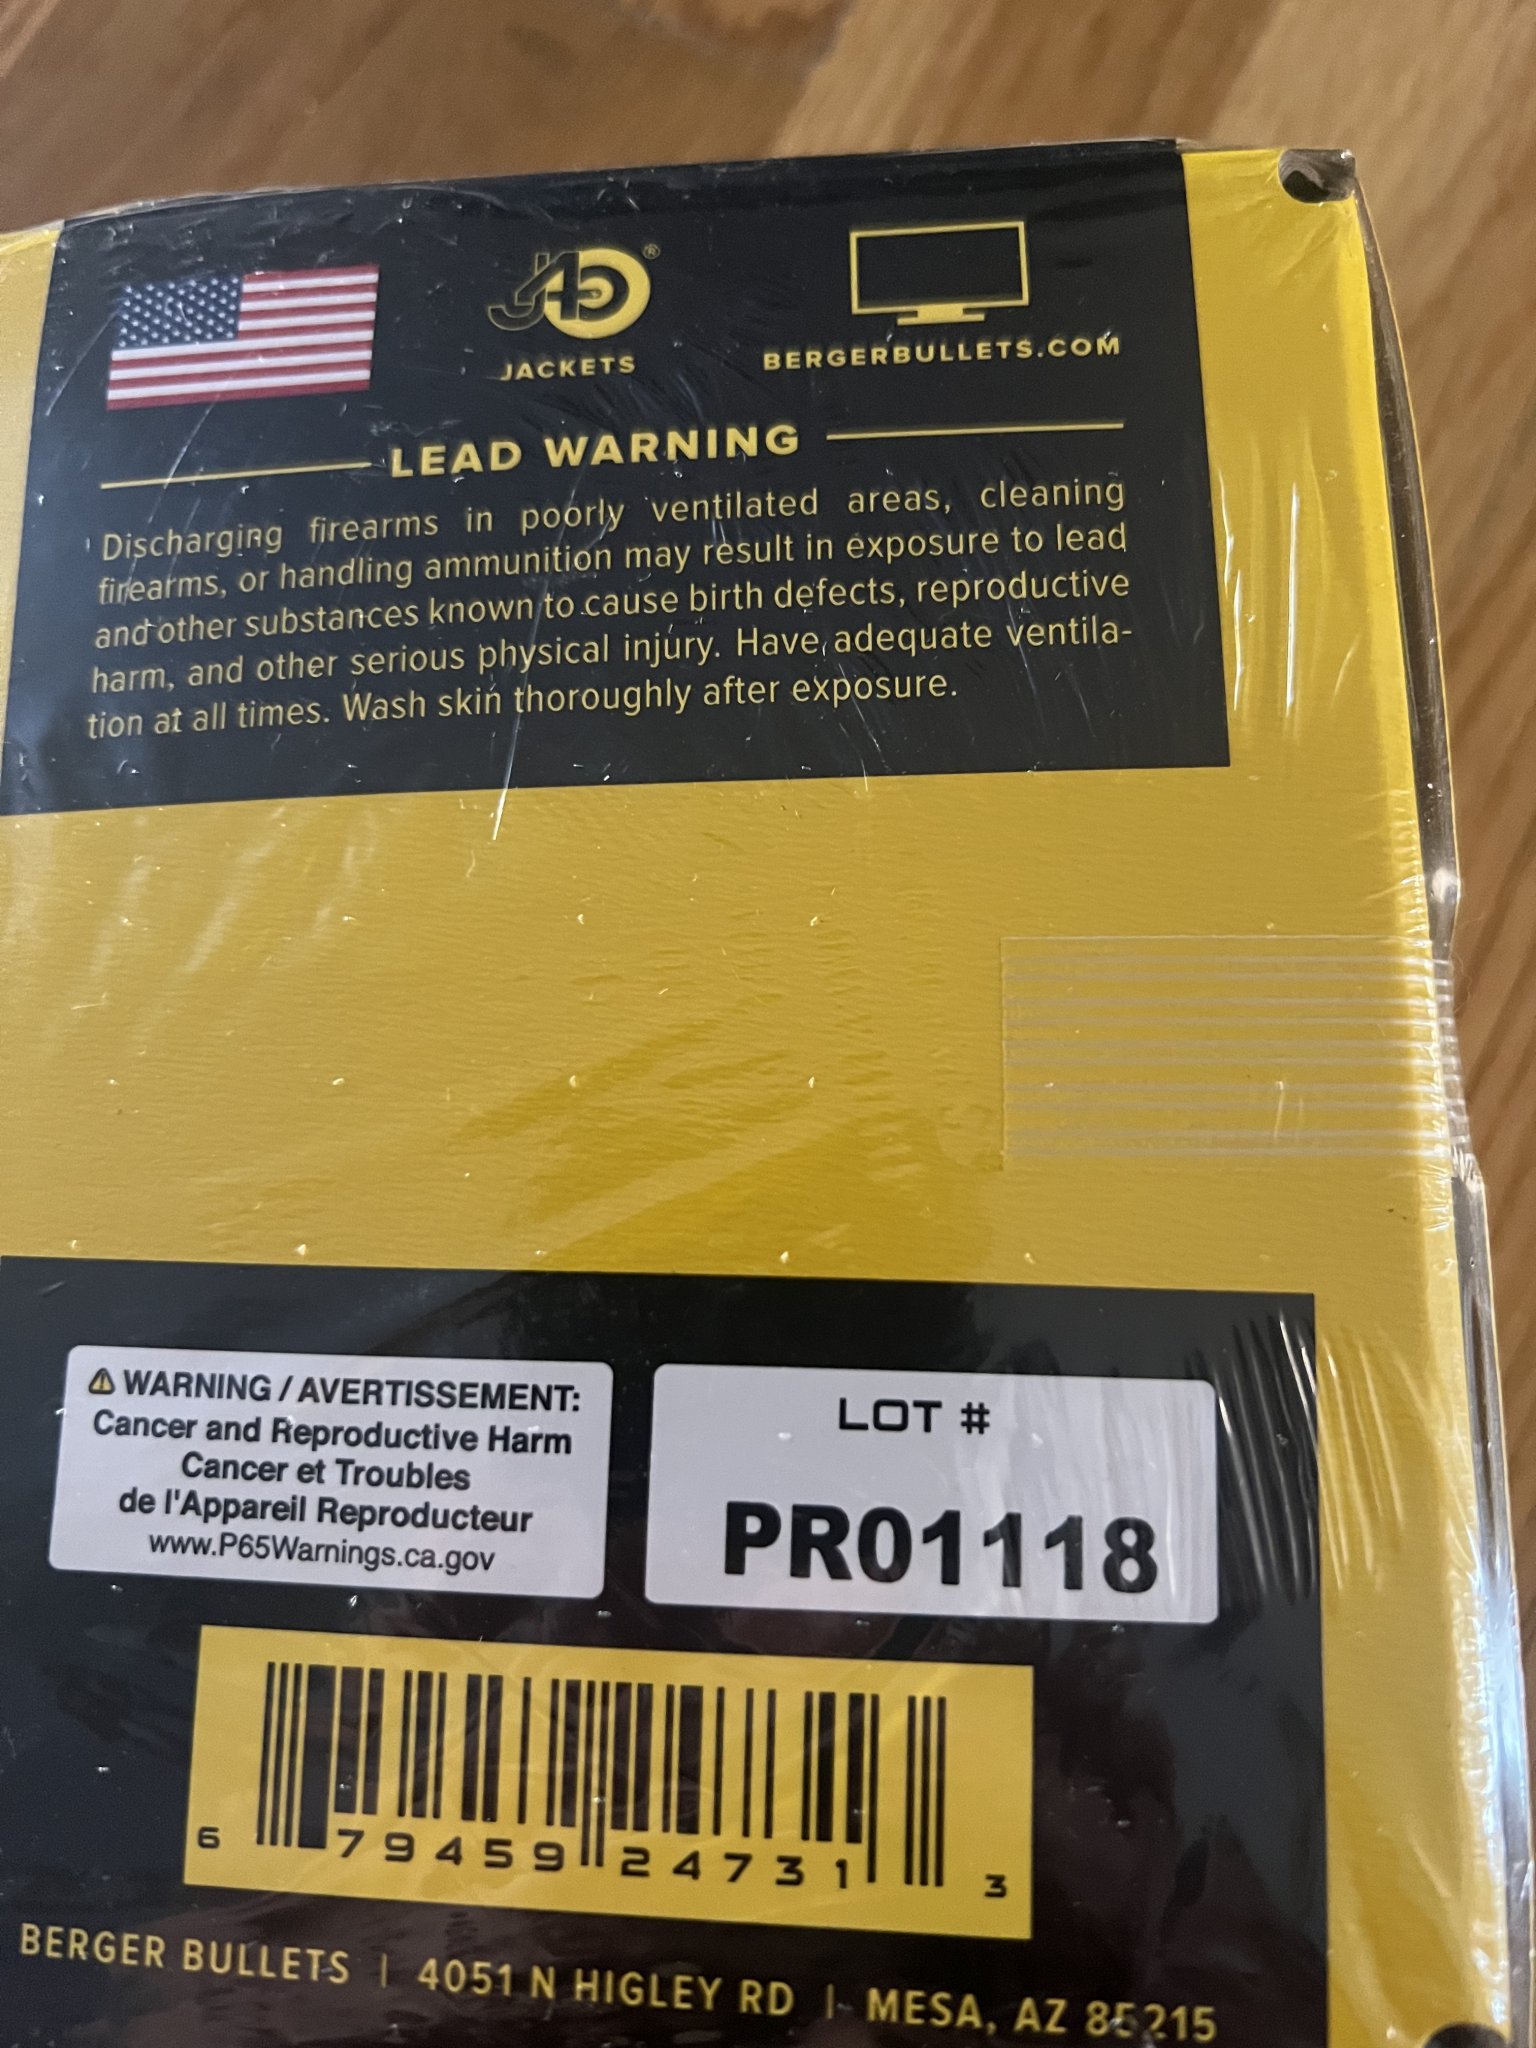 J4®
JACKETS
BERGERBULLETS.COM
LEAD WARNING
Discharging firearms in poorly ventilated areas, cleaning
firearms, or handling ammunition may result in exposure to lead
and other substances known to cause birth defects, reproductive
harm, and other serious physical injury. Have adequate ventila-
tion at all times. Wash skin thoroughly after exposure.
WARNING / AVERTISSEMENT:
Cancer and Reproductive Harm
Cancer et Troubles
de l'Appareil Reproducteur
www.P65Warnings.ca.gov
LOT #
PR01118
6 79459 24731 3
BERGER BULLETS | 4051 N HIGLEY RD | MESA, AZ 85215